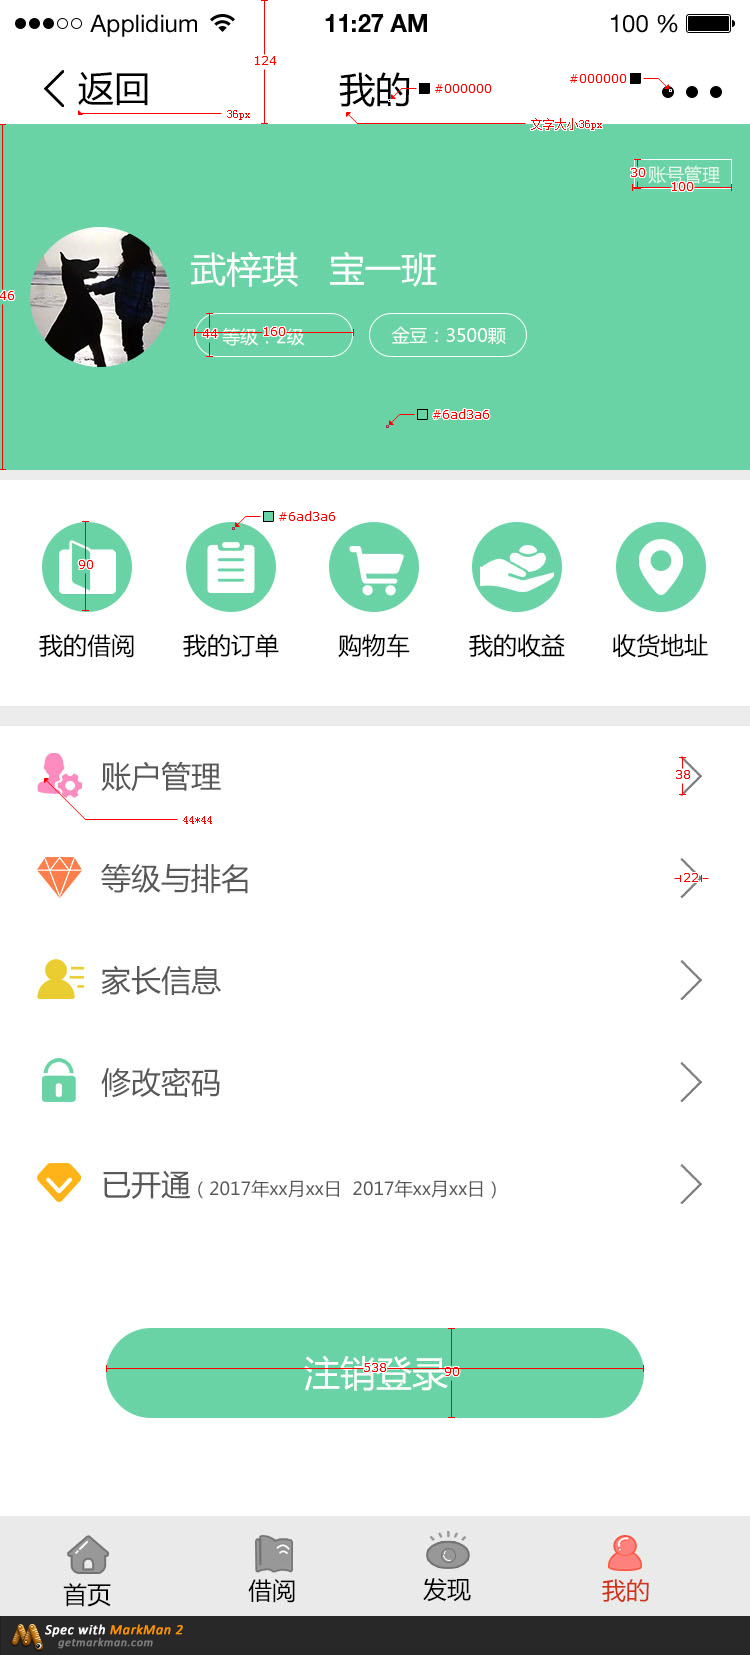 Applidium 11:27 AM 100 %
124
返回 我的 #000000 #000000
36px 文字大小36px
30 账号管理
100
46
武梓琪 宝一班
44 等级：2级 160 金豆：3500颗
#6ad3a6
#6ad3a6
90
我的借阅 我的订单 购物车 我的收益 收货地址
账户管理 38
44*44
等级与排名 22
家长信息
修改密码
已开通（2017年xx月xx日 2017年xx月xx日）
注销登录 538 90
首页 借阅 发现 我的
Spec with MarkMan 2
getmarkman.com